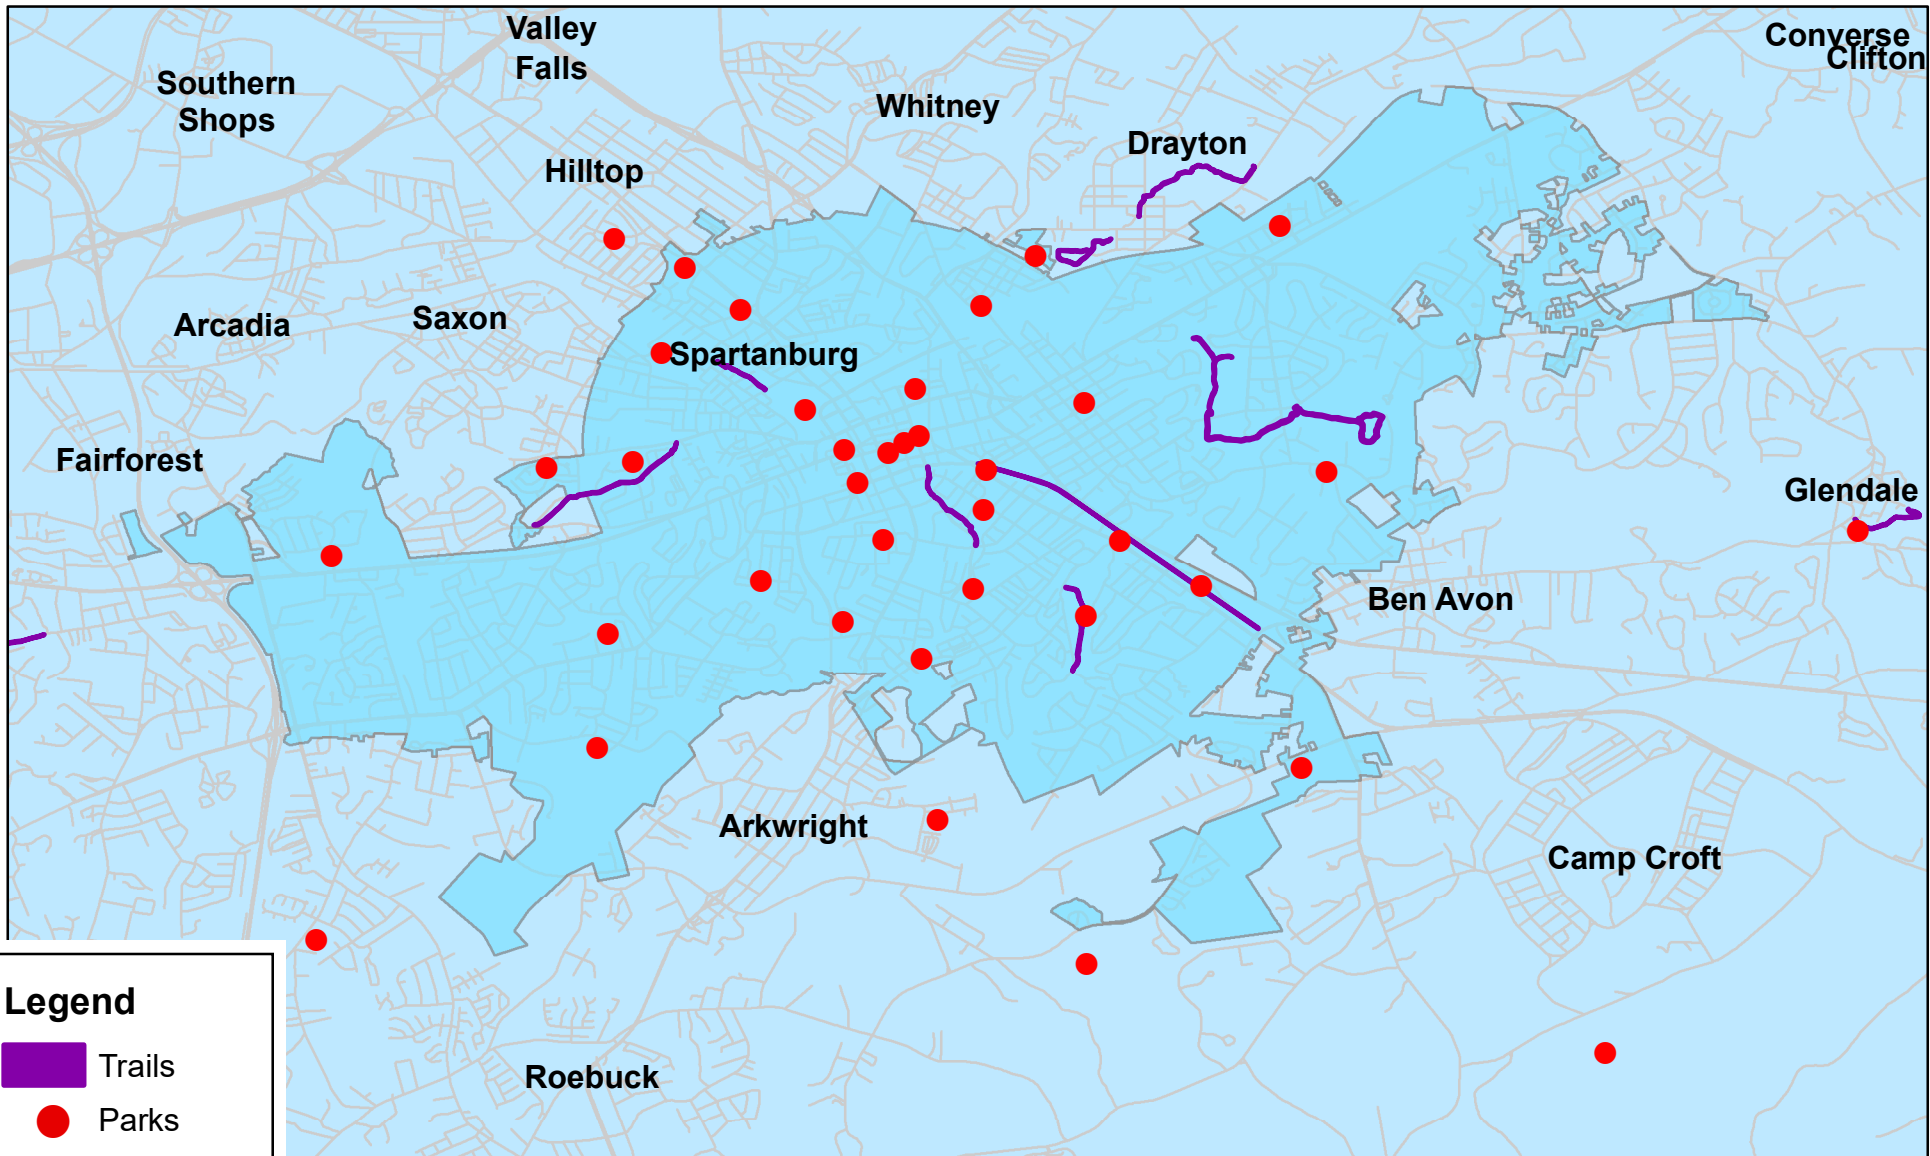 Valley
Falls
Converse
Clifton
Southern
Shops
Whitney
Drayton
Hilltop
Arcadia
Saxon
Spartanburg
Fairforest
Glendale
Ben Avon
Arkwright
Camp Croft
Roebuck
Legend
Trails
Parks